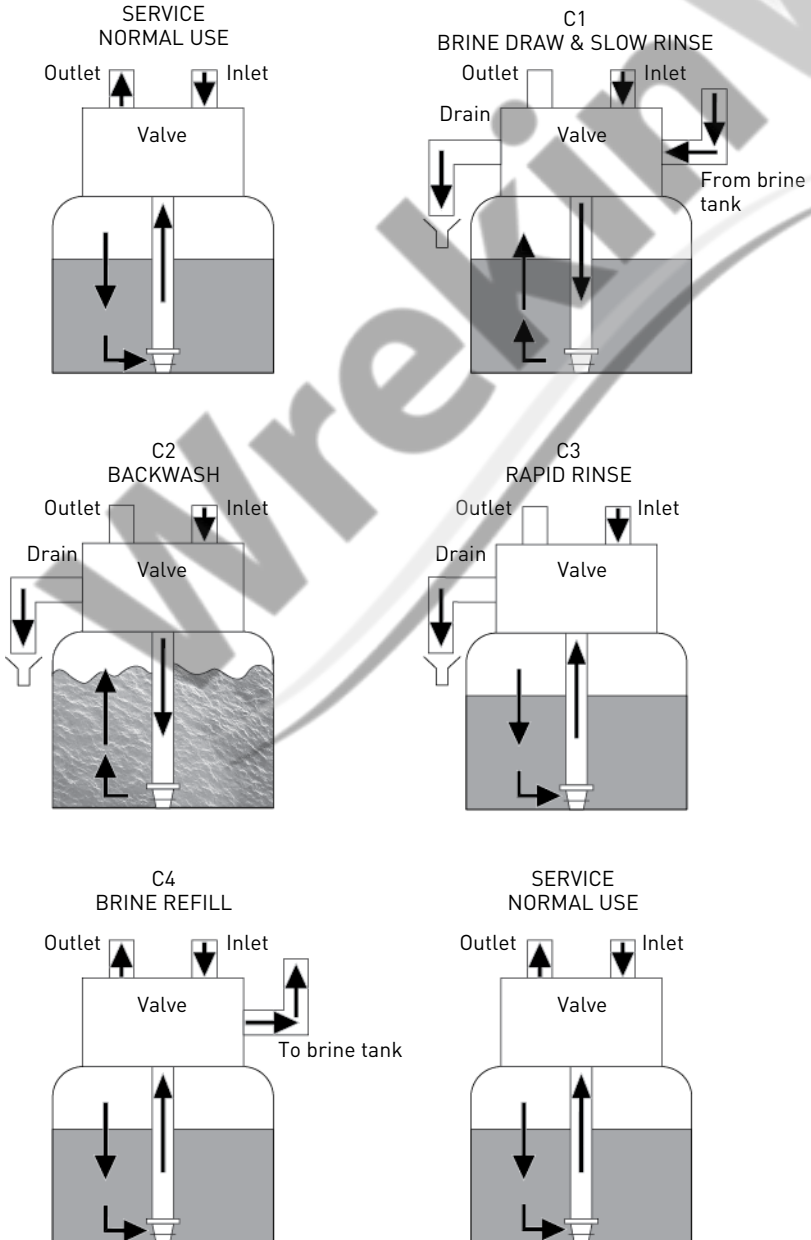 SERVICE
NORMAL USE
Outlet
Inlet
Valve
C1
BRINE DRAW & SLOW RINSE
Outlet
Inlet
Drain
Valve
From brine
tank
C2
BACKWASH
Outlet
Inlet
Drain
Valve
C3
RAPID RINSE
Outlet
Inlet
Drain
Valve
C4
BRINE REFILL
Outlet
Inlet
Valve
To brine tank
SERVICE
NORMAL USE
Outlet
Inlet
Valve
Wrekin